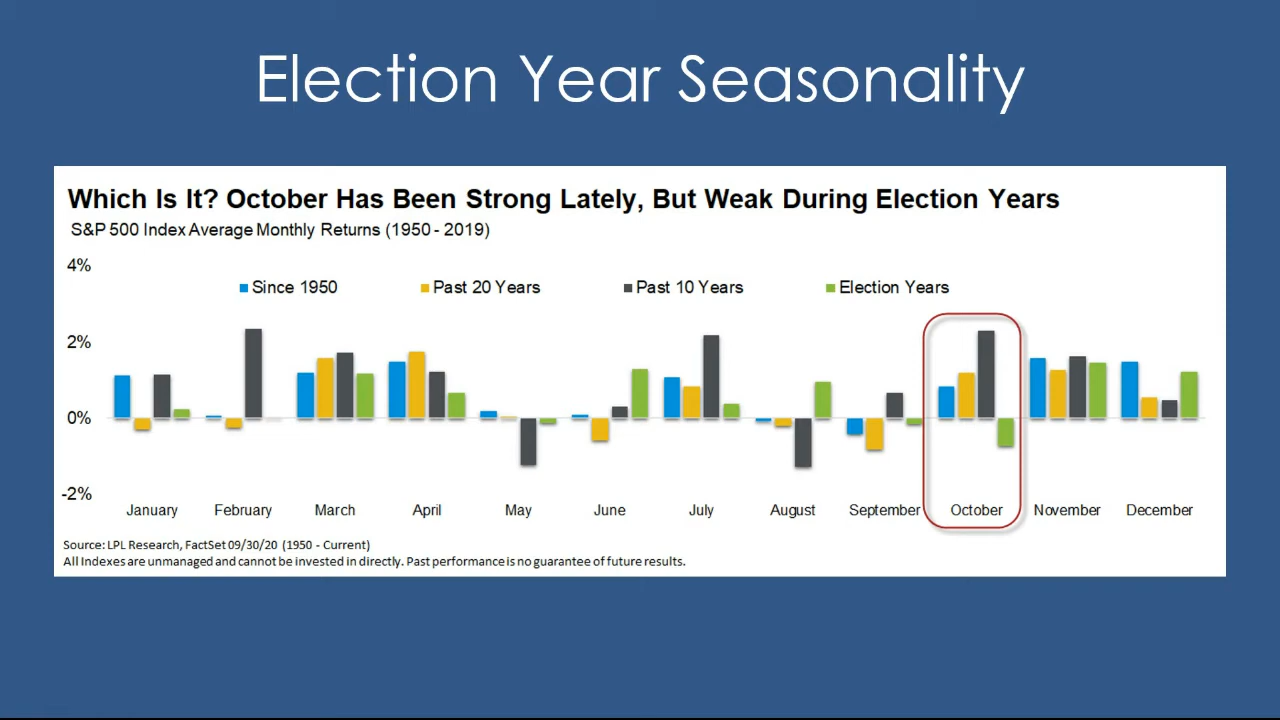 Election Year Seasonality
Which Is It? October Has Been Strong Lately, But Weak During Election Years
S&P 500 Index Average Monthly Returns (1950 - 2019)
4%
Since 1950 Past 20 Years Past 10 Years Election Years
2%
0%
-2%
January February March April May June July August September October November December
Source: LPL Research, FactSet 09/30/20 (1950 - Current)
All Indexes are unmanaged and cannot be invested in directly. Past performance is no guarantee of future results.